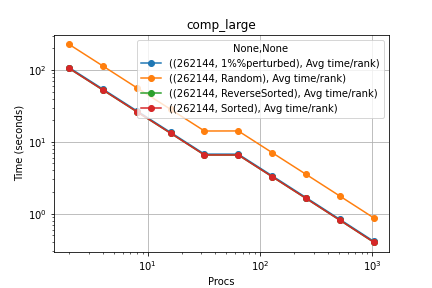 comp_large
None,None
((262144, 1%%perturbed), Avg time/rank)
((262144, Random), Avg time/rank)
((262144, ReverseSorted), Avg time/rank)
((262144, Sorted), Avg time/rank)
Time (seconds)
10²
10¹
10⁰
10¹
10²
10³
Procs